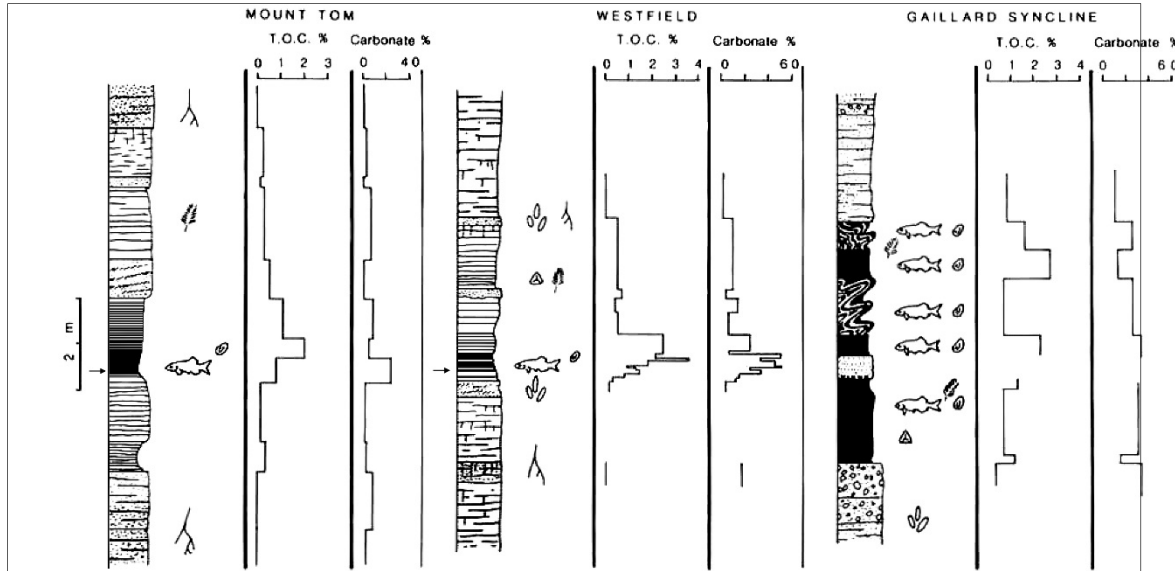 MOUNT TOM WESTFIELD GAILLARD SYNCLINE
T.O.C. % Carbonate % T.O.C. % Carbonate % T.O.C. % Carbonate %
0 1 2 3 0 40 0 1 2 3 4 0 60 0 1 2 3 4 0 60
2 m